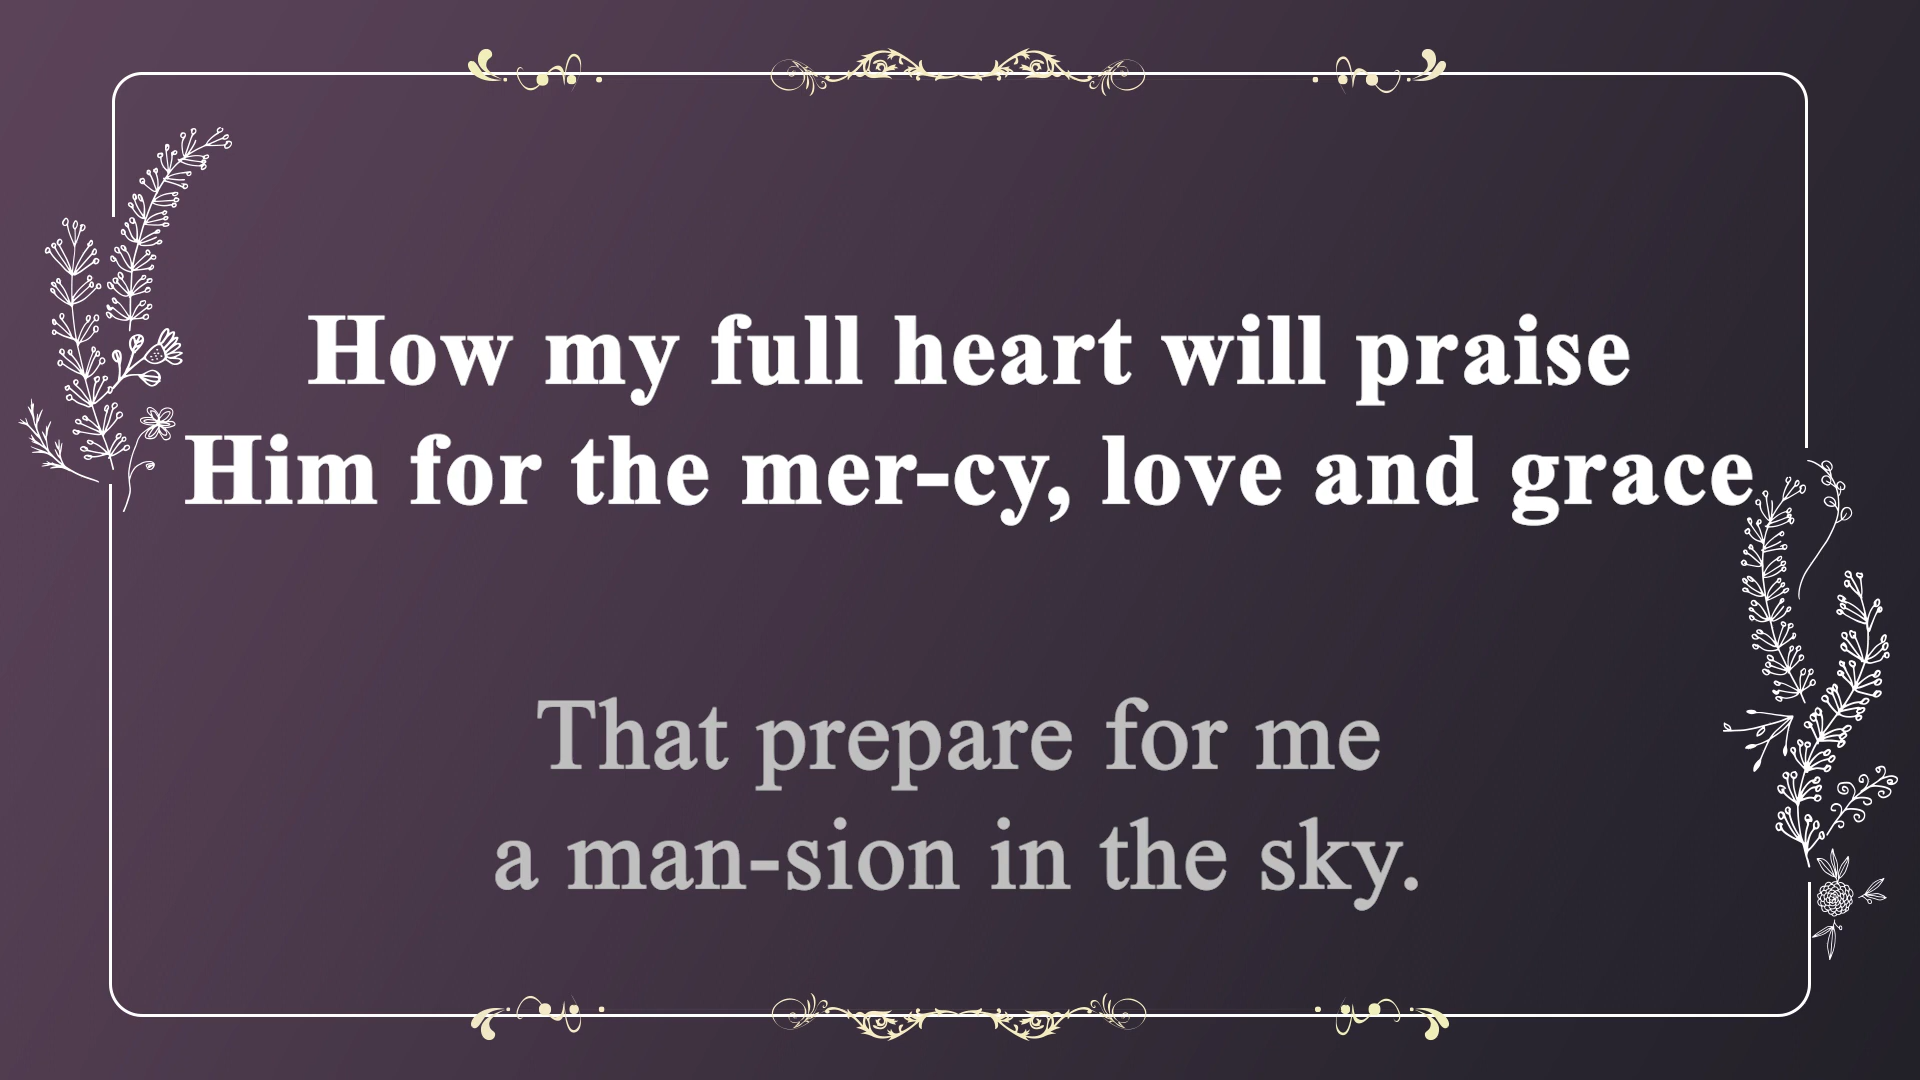 How my full heart will praise
Him for the mer-cy, love and grace
That prepare for me
a man-sion in the sky.